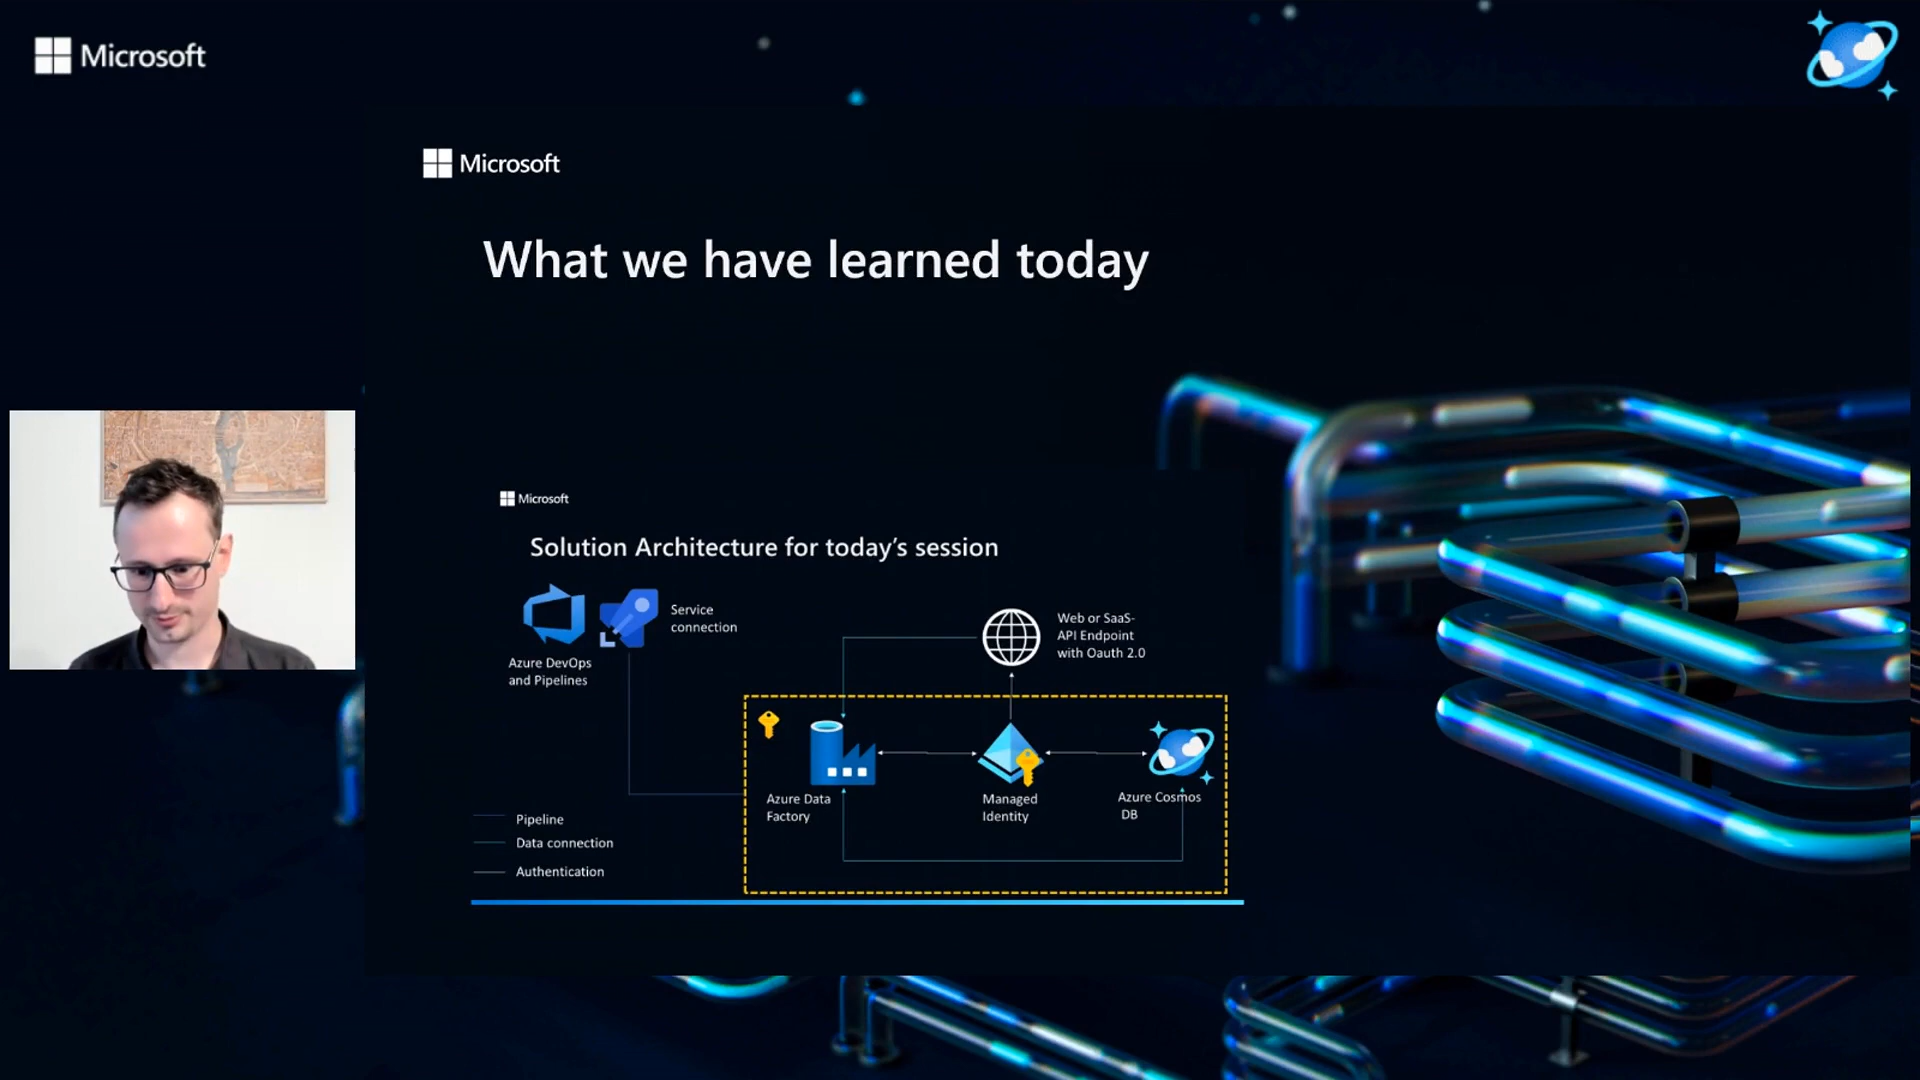 Microsoft
Microsoft
What we have learned today
Microsoft
Solution Architecture for today's session
Service
connection
Azure DevOps
and Pipelines
Web or SaaS-
API Endpoint
with Oauth 2.0
Azure Data
Factory
Managed
Identity
Azure Cosmos
DB
Pipeline
Data connection
Authentication